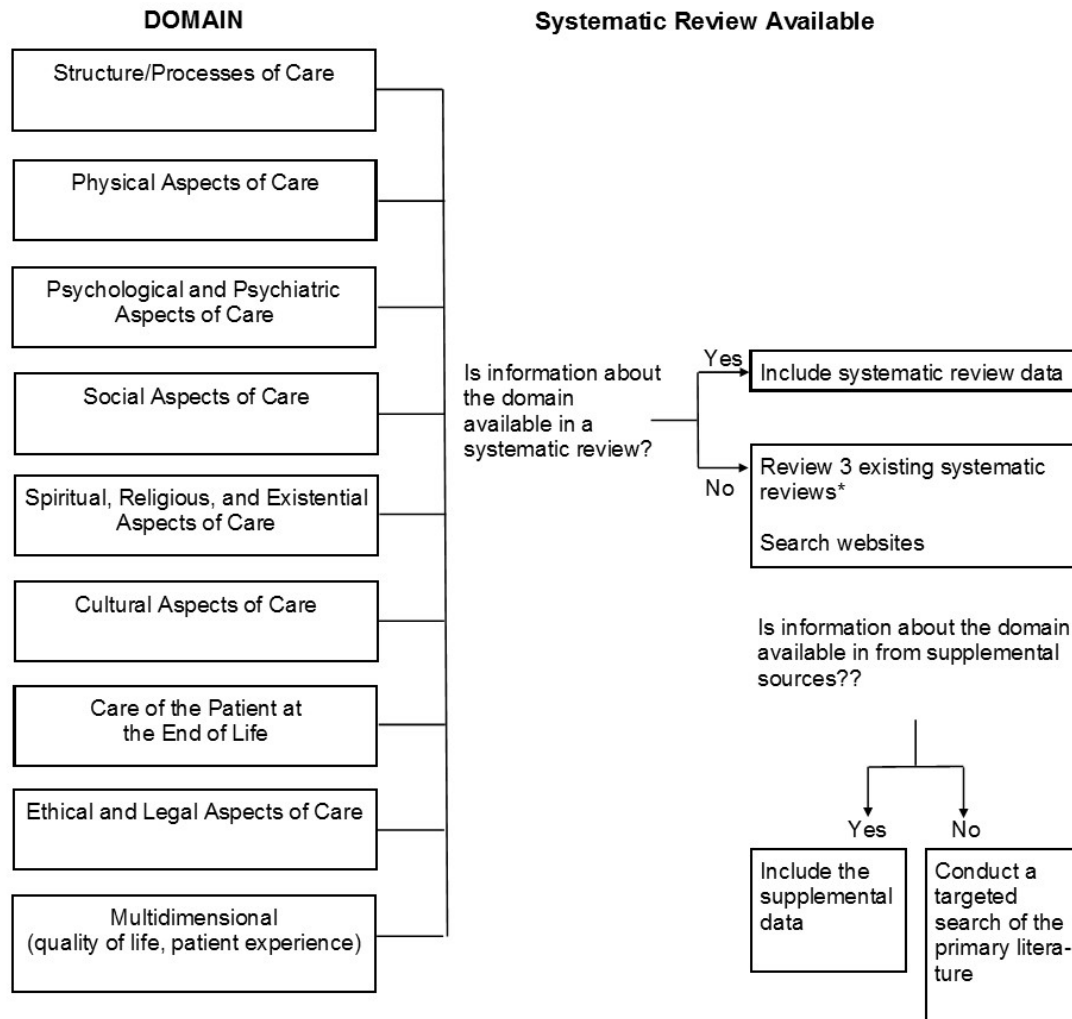 DOMAIN
Systematic Review Available
Structure/Processes of Care
Physical Aspects of Care
Psychological and Psychiatric
Aspects of Care
Social Aspects of Care
Spiritual, Religious, and Existential
Aspects of Care
Cultural Aspects of Care
Care of the Patient at
the End of Life
Ethical and Legal Aspects of Care
Multidimensional
(quality of life, patient experience)
Is information about
the domain
available in a
systematic review?
Yes
Include systematic review data
No
Review 3 existing systematic
reviews*
Search websites
Is information about the domain
available in from supplemental
sources??
Yes
No
Include the
supplemental
data
Conduct a
targeted
search of the
primary litera-
ture